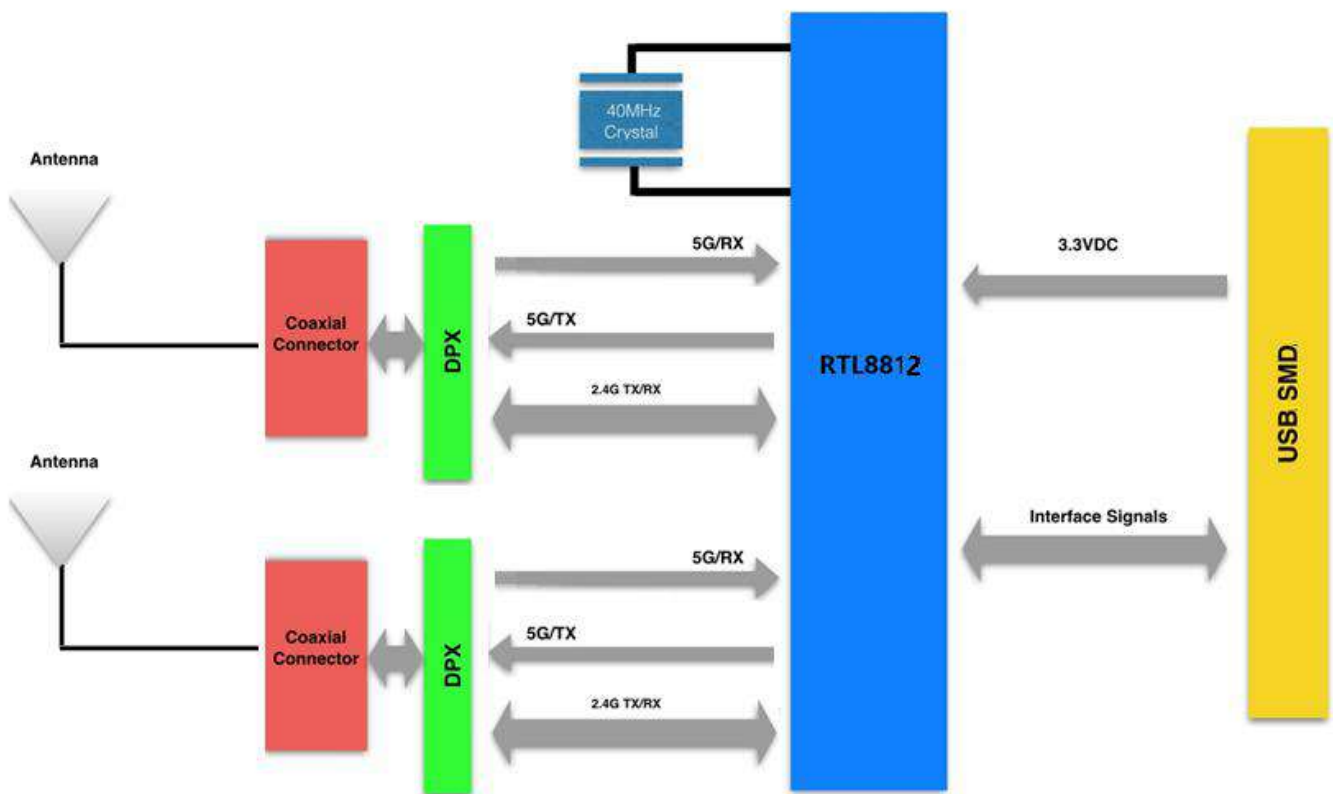 40MHz
Crystal
Antenna
5G/RX
3.3VDC
Coaxial
Connector
DPX
5G/TX
RTL8812
2.4G TX/RX
USB SMD
Antenna
Interface Signals
5G/RX
Coaxial
Connector
DPX
5G/TX
2.4G TX/RX